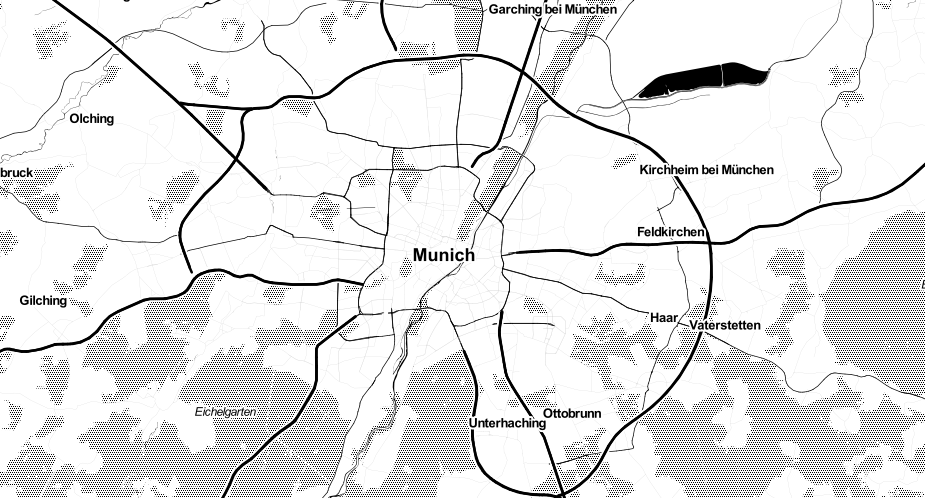 Garching bei München
Olching
bruck
Kirchheim bei München
Feldkirchen
Munich
Gilching
Haar
Vaterstetten
Eichelgarten
Ottobrunn
Unterhaching